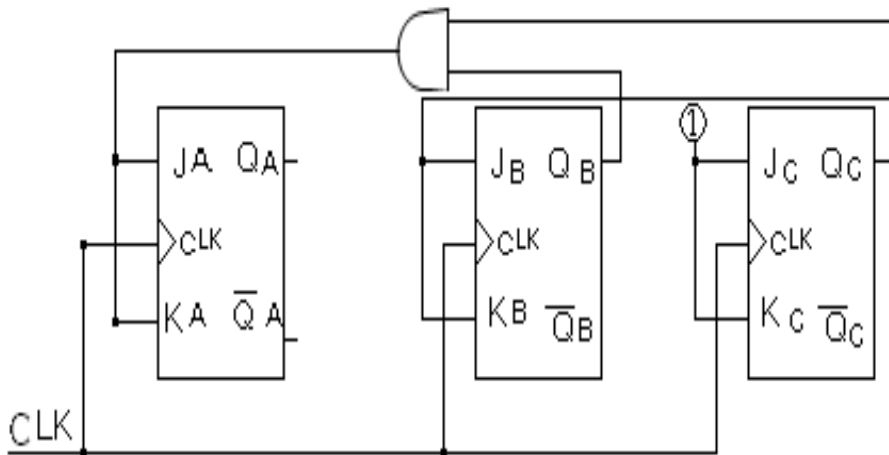 1
JA QA JB QB JC QC
CLK CLK CLK
KA Q̅A KB Q̅B KC Q̅C
CLK